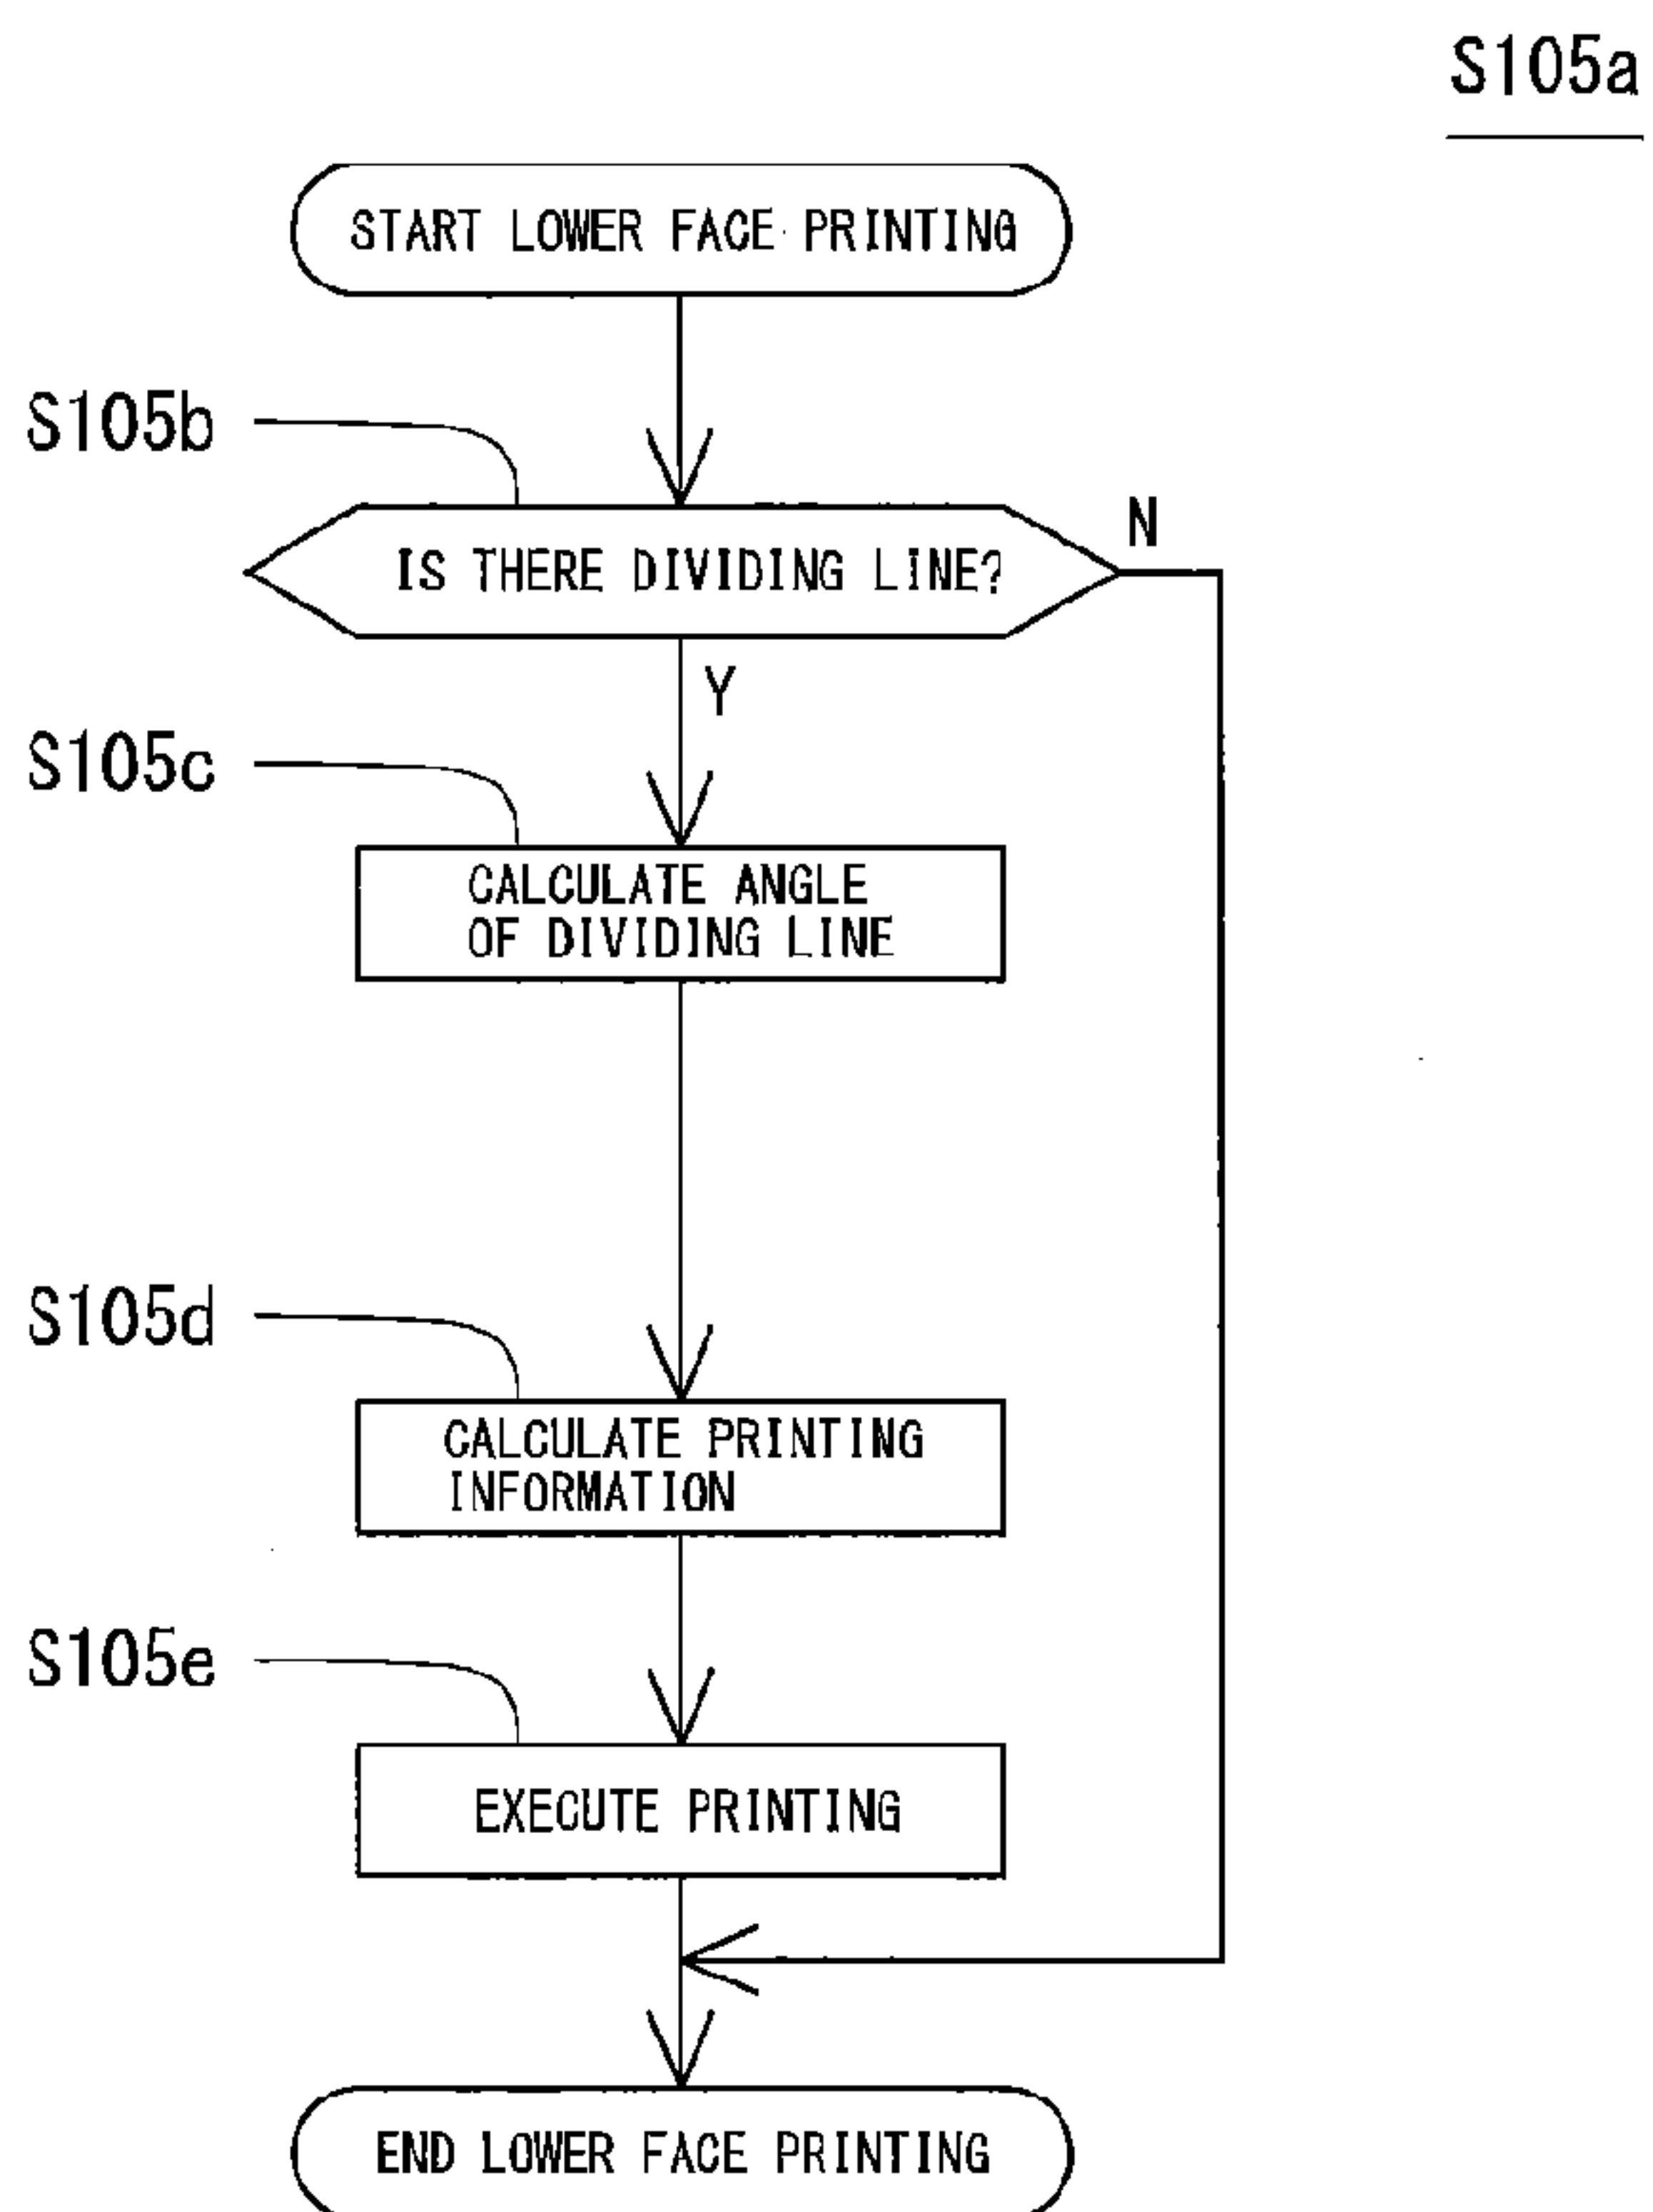 S105a
START LOWER FACE PRINTING
S105b
IS THERE DIVIDING LINE?
N
Y
S105c
CALCULATE ANGLE
OF DIVIDING LINE
S105d
CALCULATE PRINTING
INFORMATION
S105e
EXECUTE PRINTING
END LOWER FACE PRINTING